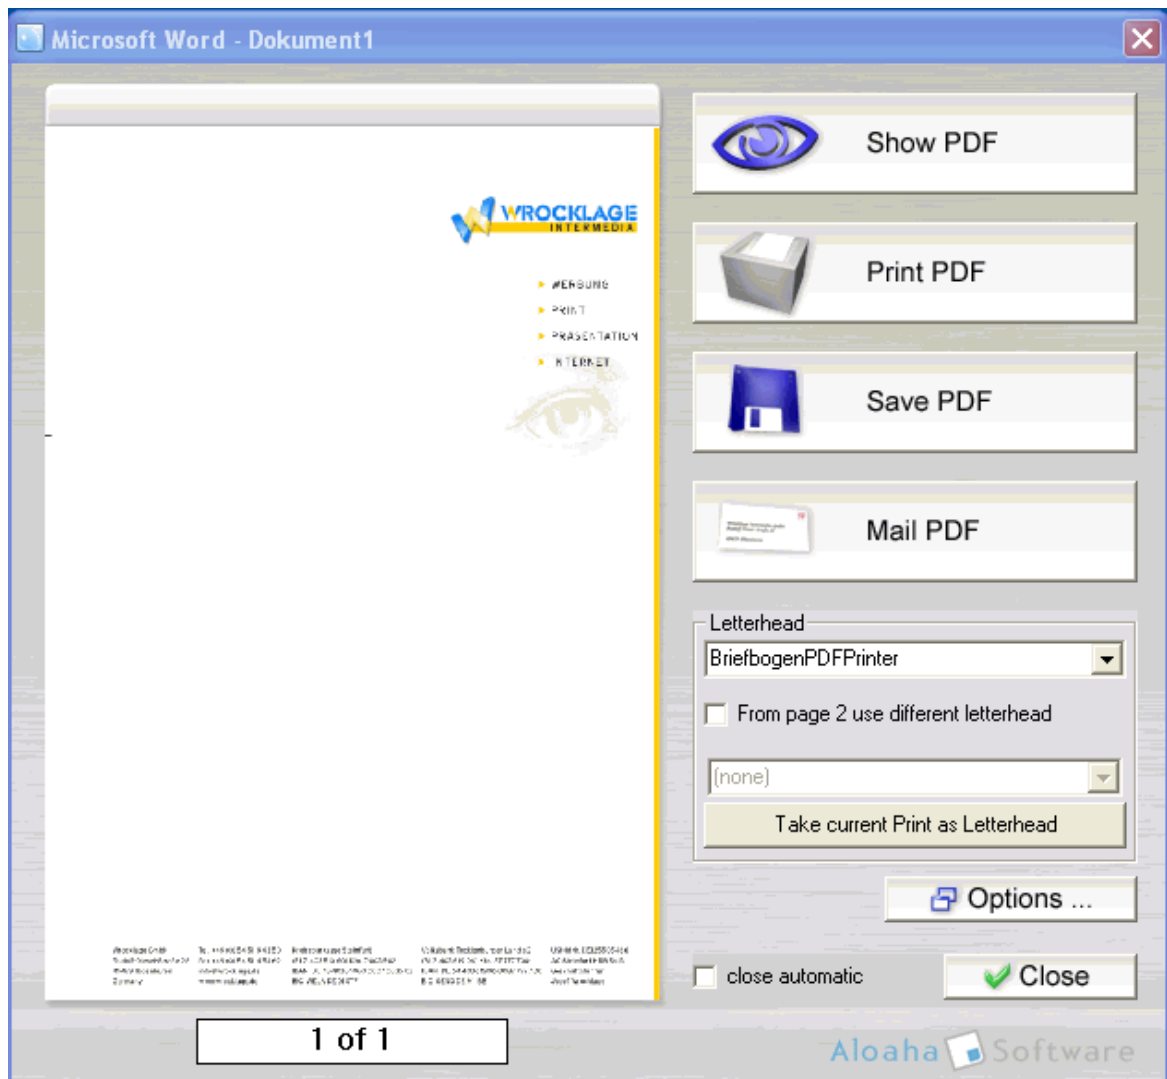 Microsoft Word - Dokument1
WROCKLAGE
INTERMEDIA
WERBUNG
PRINT
PRÄSENTATION
INTERNET
1 of 1
Show PDF
Print PDF
Save PDF
Mail PDF
Letterhead
BriefbogenPDFPrinter
From page 2 use different letterhead
(none)
Take current Print as Letterhead
Options ...
close automatic
Close
Aloaha Software